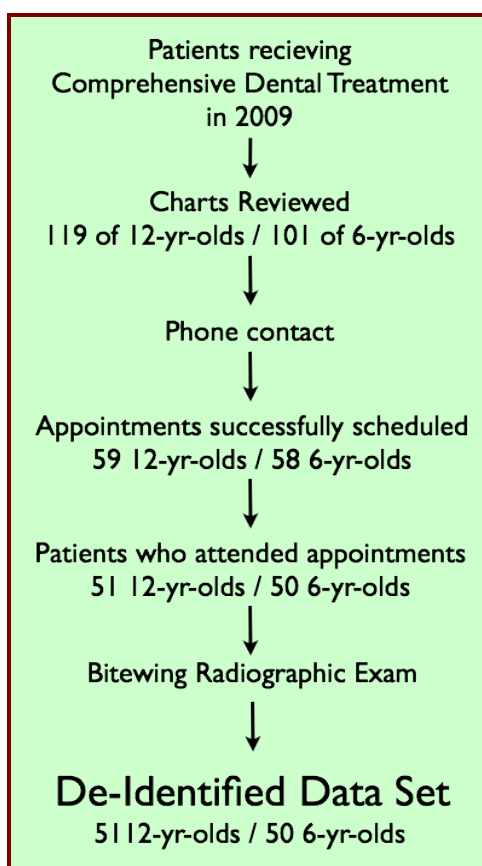 Patients recieving
Comprehensive Dental Treatment
in 2009
Charts Reviewed
119 of 12-yr-olds / 101 of 6-yr-olds
Phone contact
Appointments successfully scheduled
59 12-yr-olds / 58 6-yr-olds
Patients who attended appointments
51 12-yr-olds / 50 6-yr-olds
Bitewing Radiographic Exam
De-Identified Data Set
5112-yr-olds / 50 6-yr-olds